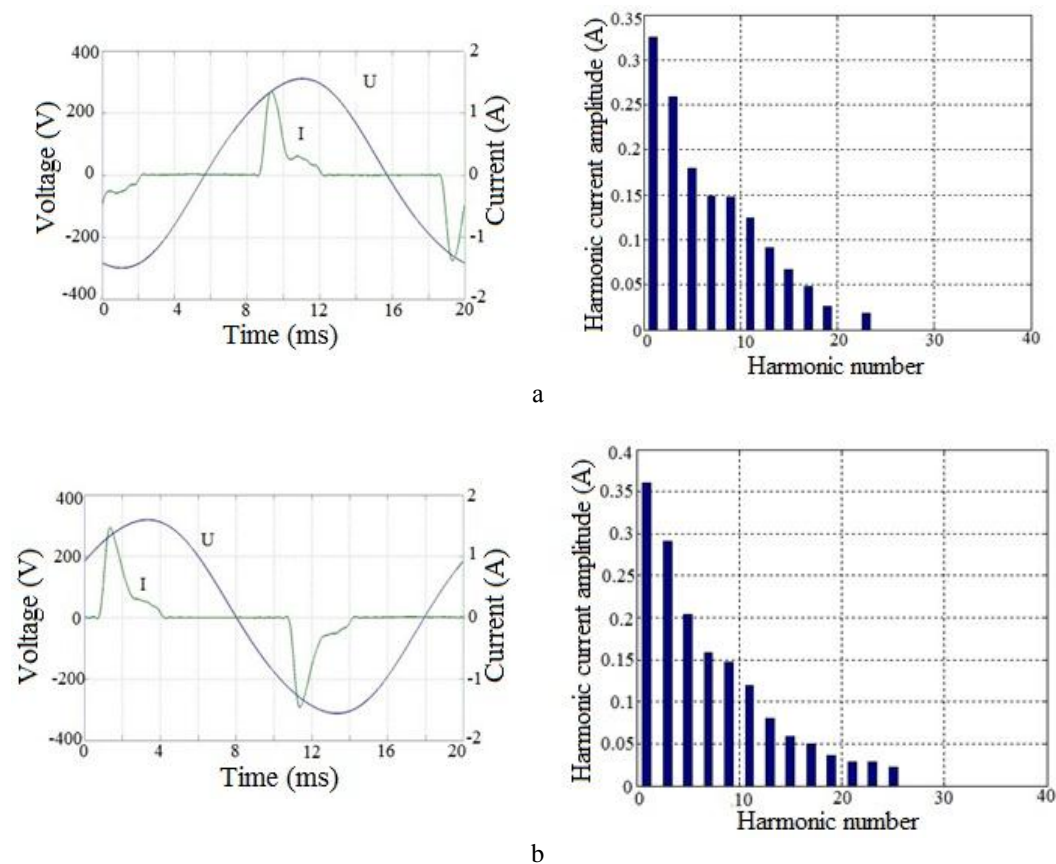 400
200
0
-200
-400
Voltage (V)
U
I
2
1
0
-1
-2
Current (A)
0 4 8 12 16 20
Time (ms)
0.35
0.3
0.25
0.2
0.15
0.1
0.05
0
Harmonic current amplitude (A)
0 10 20 30 40
Harmonic number
a
400
200
0
-200
-400
Voltage (V)
U
I
2
1
0
-1
-2
Current (A)
0 4 8 12 16 20
Time (ms)
0.4
0.35
0.3
0.25
0.2
0.15
0.1
0.05
0
Harmonic current amplitude (A)
0 10 20 30 40
Harmonic number
b